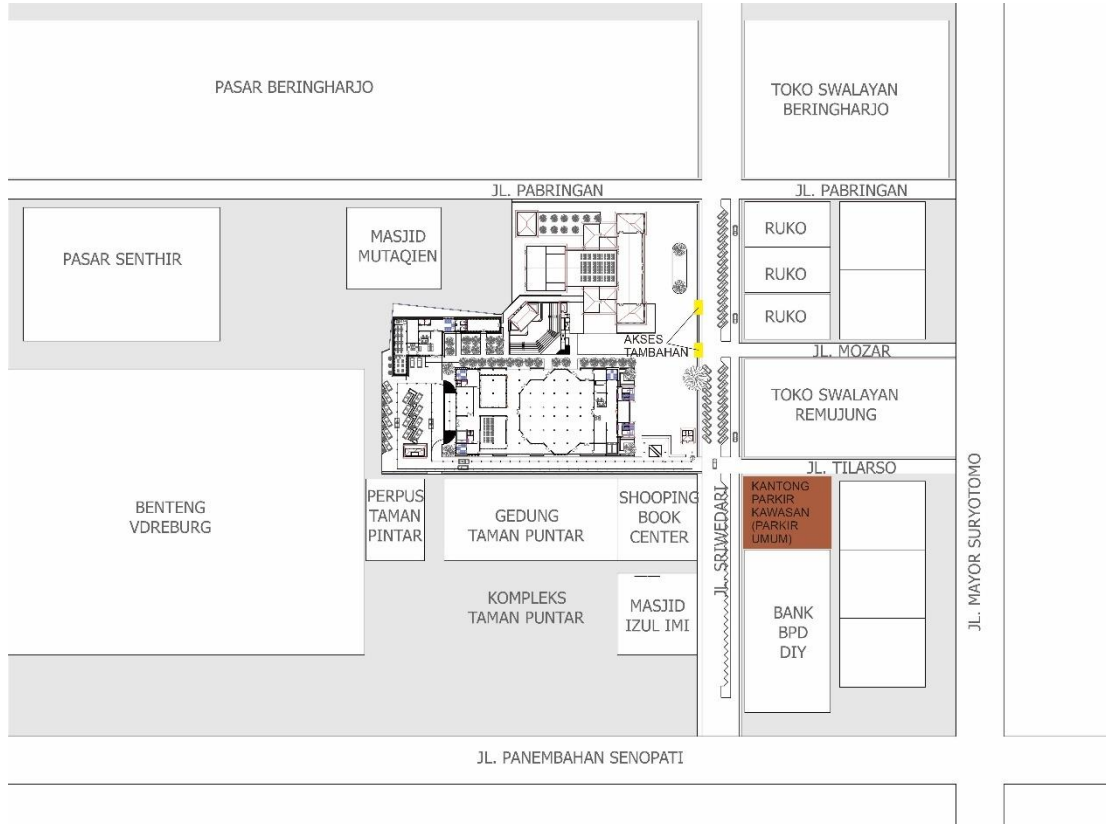 PASAR BERINGHARJO
TOKO SWALAYAN
BERINGHARJO
JL. PABRINGAN
JL. PABRINGAN
PASAR SENTHIR
MASJID
MUTAQIEN
RUKO
RUKO
RUKO
AKSES
TAMBAHAN
JL. MOZAR
TOKO SWALAYAN
REMUJUNG
JL. TILARSO
BENTENG
VDREBURG
PERPUS
TAMAN
PINTAR
GEDUNG
TAMAN PUNTAR
SHOOPING
BOOK
CENTER
KANTONG
PARKIR
KAWASAN
(PARKIR
UMUM)
JL. SRIWEDARI
JL. MAYOR SURYOTOMO
KOMPLEKS
TAMAN PUNTAR
MASJID
IZUL IMI
BANK
BPD
DIY
JL. PANEMBAHAN SENOPATI